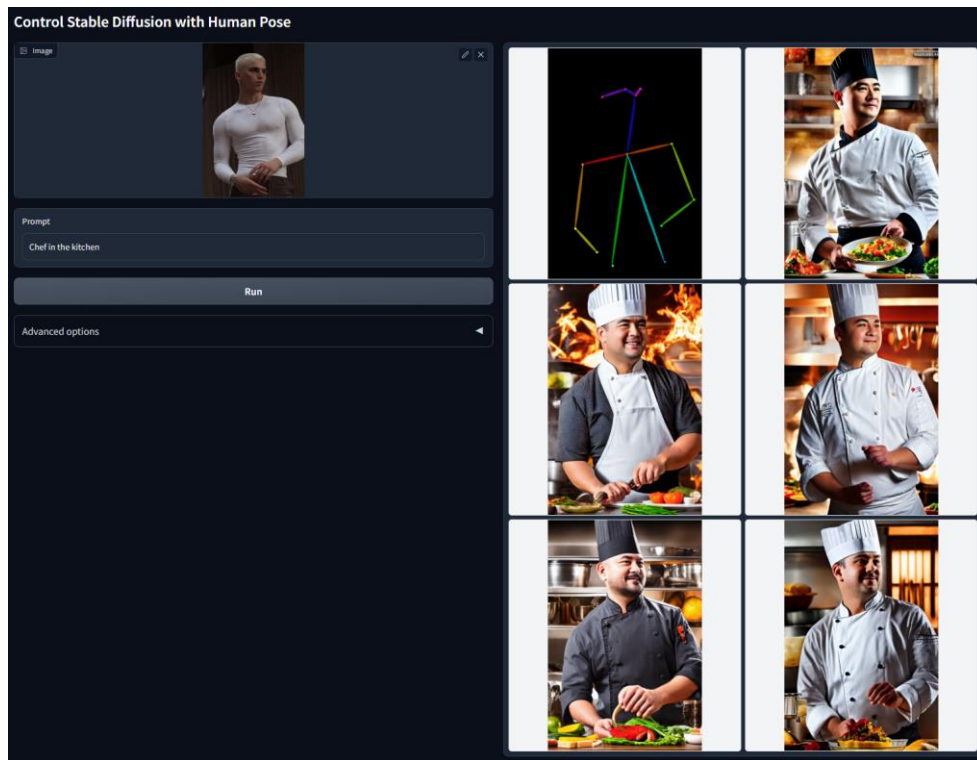 Control Stable Diffusion with Human Pose
Image
Prompt
Chef in the kitchen
Run
Advanced options